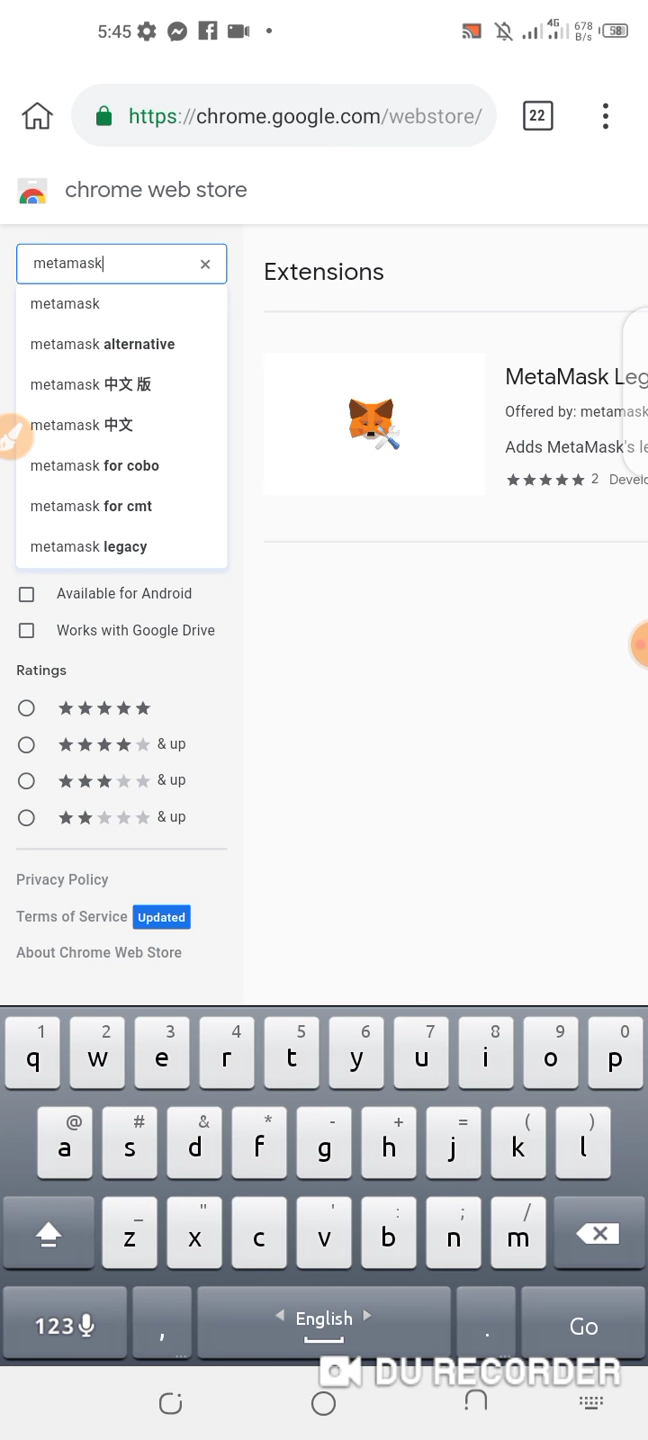 5:45
4G 678 B/s 58
https://chrome.google.com/webstore/
22
chrome web store
metamask
metamask
metamask alternative
metamask 中文 版
metamask 中文
metamask for cobo
metamask for cmt
metamask legacy
Available for Android
Works with Google Drive
Ratings
& up
& up
& up
Privacy Policy
Terms of Service Updated
About Chrome Web Store
Extensions
MetaMask Leg
Offered by: metamask
Adds MetaMask's le
2 Develo
1 2 3 4 5 6 7 8 9 0
q w e r t y u i o p
@ # & * - + = ( )
a s d f g h j k l
_ " ' : ; /
z x c v b n m
123 , English . Go
DU RECORDER